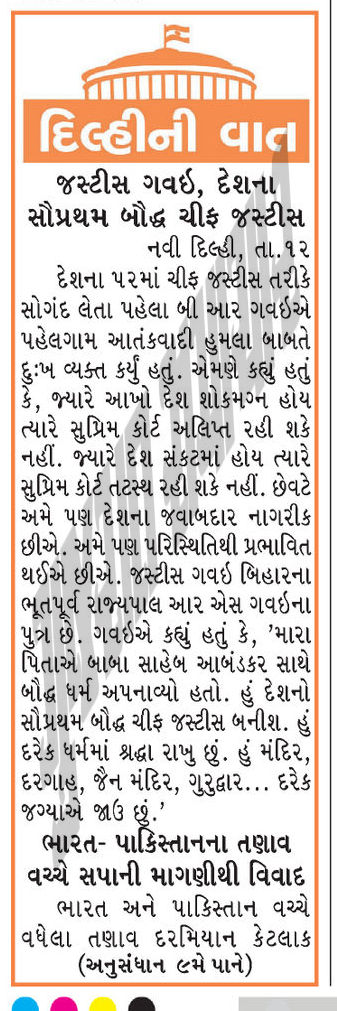 દિલ્હીની વાત
જસ્ટીસ ગવઇ, દેશના
સૌપ્રથમ બૌદ્ધ ચીફ જસ્ટીસ
નવી દિલ્હી, તા.૧૨
દેશના ૫૨માં ચીફ જસ્ટીસ તરીકે
સોગંદ લેતા પહેલા બી આર ગવઇએ
પહેલગામ આતંકવાદી હુમલા બાબતે
દુઃખ વ્યક્ત કર્યું હતું. એમણે કહ્યું હતું
કે, જ્યારે આખો દેશ શોકમગ્ન હોય
ત્યારે સુપ્રિમ કોર્ટ અલિપ્ત રહી શકે
નહીં. જ્યારે દેશ સંકટમાં હોય ત્યારે
સુપ્રિમ કોર્ટ તટસ્થ રહી શકે નહીં. છેવટે
અમે પણ દેશના જવાબદાર નાગરીક
છીએ. અમે પણ પરિસ્થિતિથી પ્રભાવિત
થઈએ છીએ. જસ્ટીસ ગવઇ બિહારના
ભૂતપૂર્વ રાજ્યપાલ આર એસ ગવઇના
પુત્ર છે. ગવઇએ કહ્યું હતું કે, 'મારા
પિતાએ બાબા સાહેબ આબંડકર સાથે
બૌદ્ધ ધર્મ અપનાવ્યો હતો. હું દેશનો
સૌપ્રથમ બૌદ્ધ ચીફ જસ્ટીસ બનીશ. હું
દરેક ધર્મમાં શ્રદ્ધા રાખુ છું. હું મંદિર,
દરગાહ, જૈન મંદિર, ગુરુદ્વાર... દરેક
જગ્યાએ જાઉ છું.'
ભારત- પાકિસ્તાનના તણાવ
વચ્ચે સપાની માગણીથી વિવાદ
ભારત અને પાકિસ્તાન વચ્ચે
વધેલા તણાવ દરમિયાન કેટલાક
(અનુસંધાન ૯મે પાને)